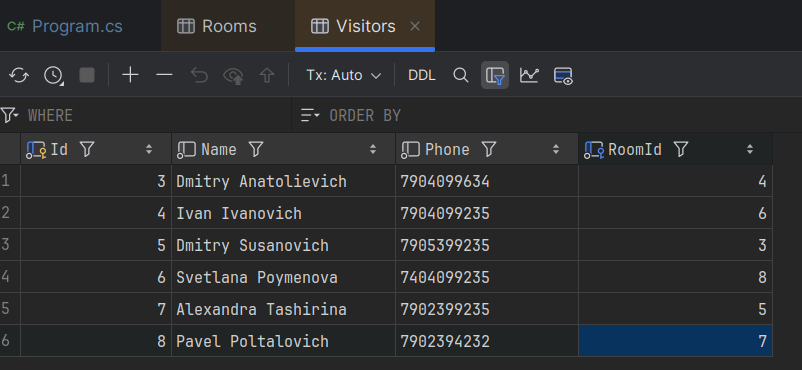 C# Program.cs Rooms Visitors
Tx: Auto DDL
WHERE ORDER BY
Id Name Phone RoomId
1 3 Dmitry Anatolievich 7904099634 4
2 4 Ivan Ivanovich 7904099235 6
3 5 Dmitry Susanovich 7905399235 3
4 6 Svetlana Poymenova 7404099235 8
5 7 Alexandra Tashirina 7902399235 5
6 8 Pavel Poltalovich 7902394232 7